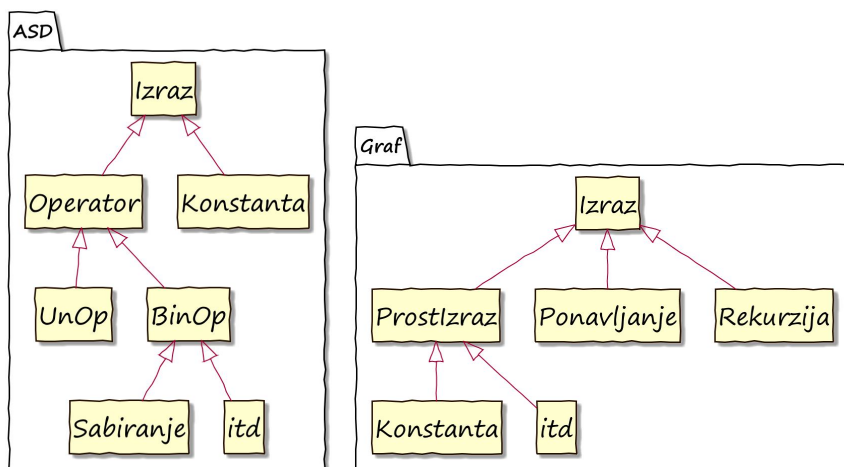 ASD
Izraz
Operator
Konstanta
UnOp
BinOp
Sabiranje
itd
Graf
Izraz
ProstIzraz
Ponavljanje
Rekurzija
Konstanta
itd